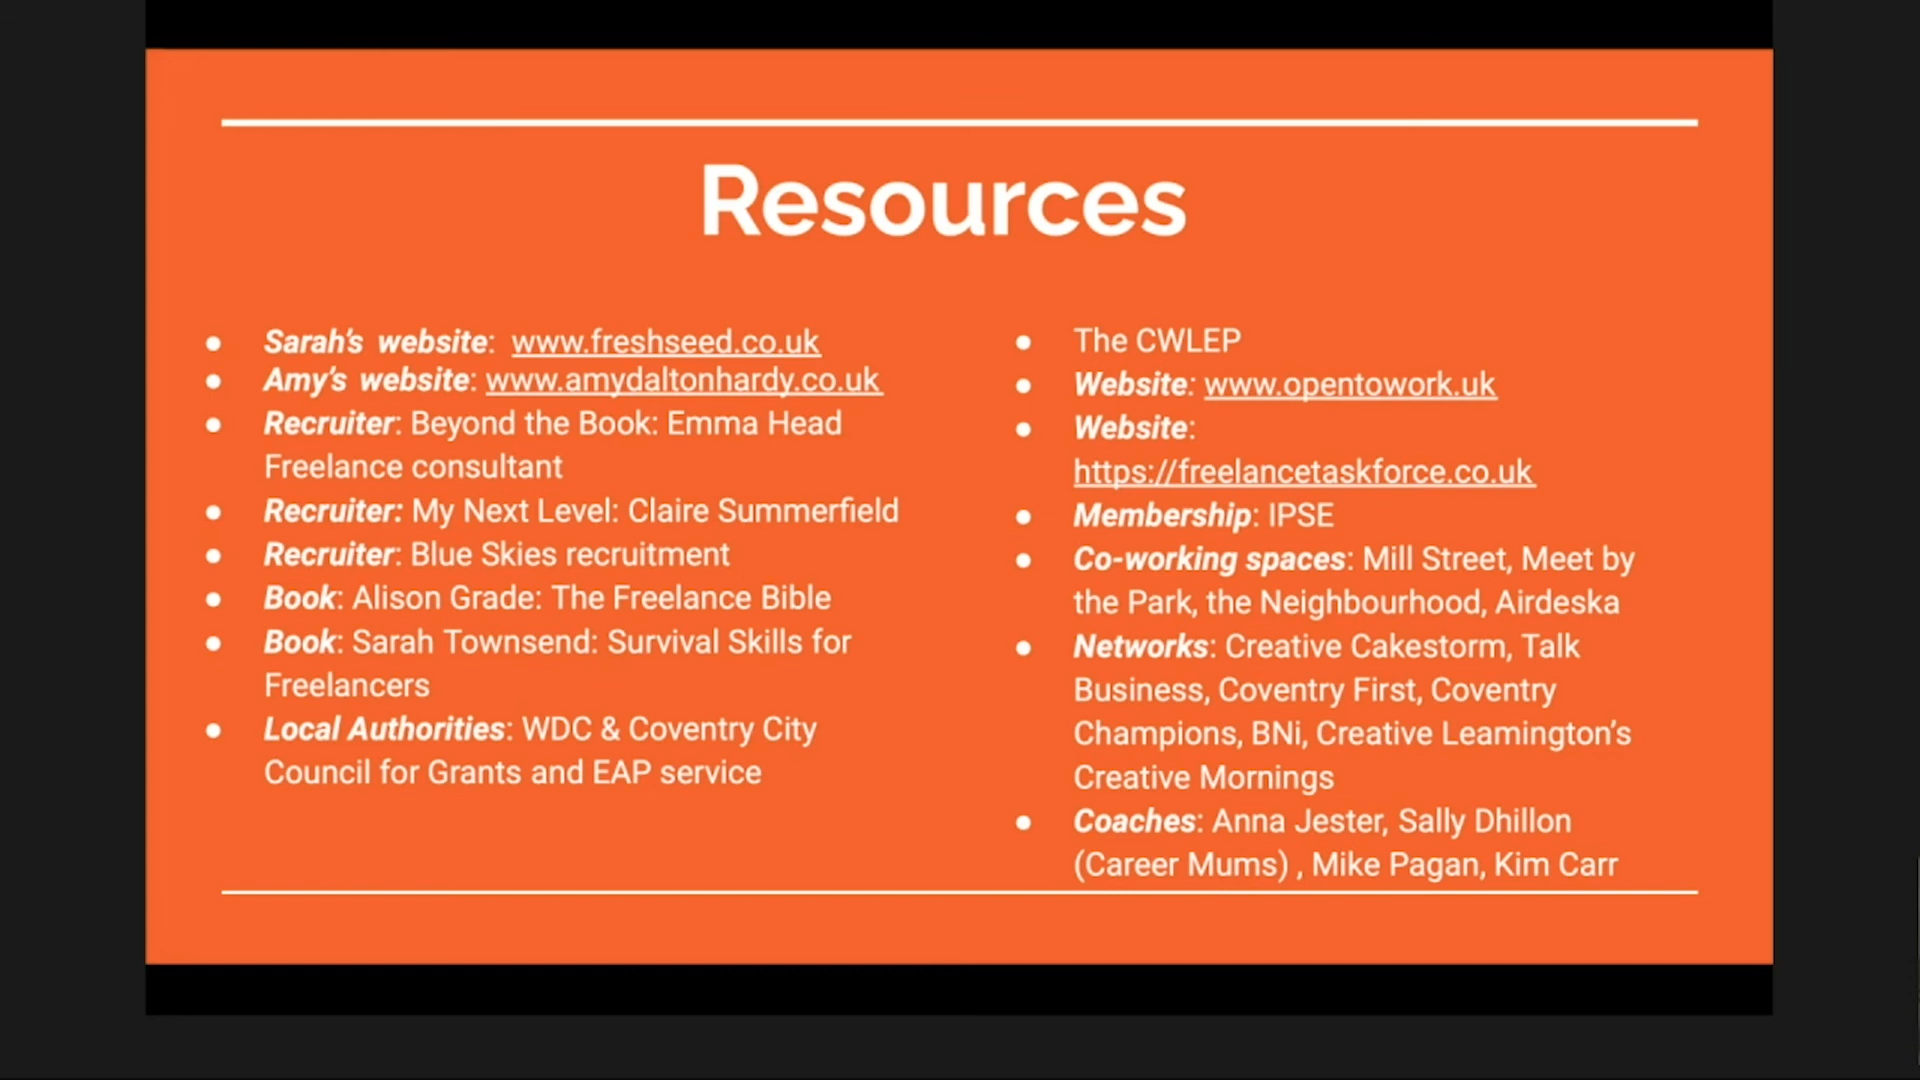 Resources
Sarah's website: www.freshseed.co.uk
Amy's website: www.amydaltonhardy.co.uk
Recruiter: Beyond the Book: Emma Head
Freelance consultant
Recruiter: My Next Level: Claire Summerfield
Recruiter: Blue Skies recruitment
Book: Alison Grade: The Freelance Bible
Book: Sarah Townsend: Survival Skills for
Freelancers
Local Authorities: WDC & Coventry City
Council for Grants and EAP service
The CWLEP
Website: www.opentowork.uk
Website:
https://freelancetaskforce.co.uk
Membership: IPSE
Co-working spaces: Mill Street, Meet by
the Park, the Neighbourhood, Airdeska
Networks: Creative Cakestorm, Talk
Business, Coventry First, Coventry
Champions, BNi, Creative Leamington's
Creative Mornings
Coaches: Anna Jester, Sally Dhillon
(Career Mums) , Mike Pagan, Kim Carr